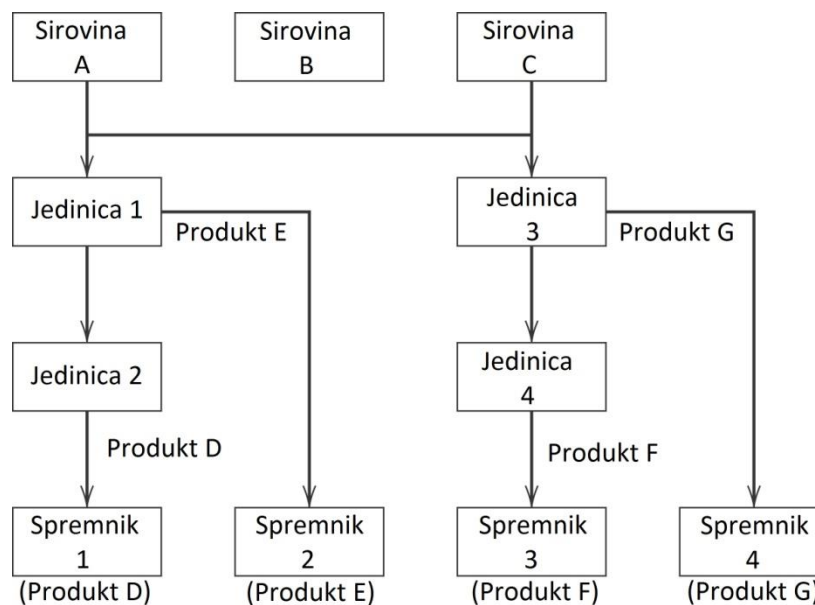 Sirovina
A
Sirovina
B
Sirovina
C
Jedinica 1
Produkt E
Jedinica
3
Produkt G
Jedinica 2
Jedinica
4
Produkt D
Produkt F
Spremnik
1
(Produkt D)
Spremnik
2
(Produkt E)
Spremnik
3
(Produkt F)
Spremnik
4
(Produkt G)